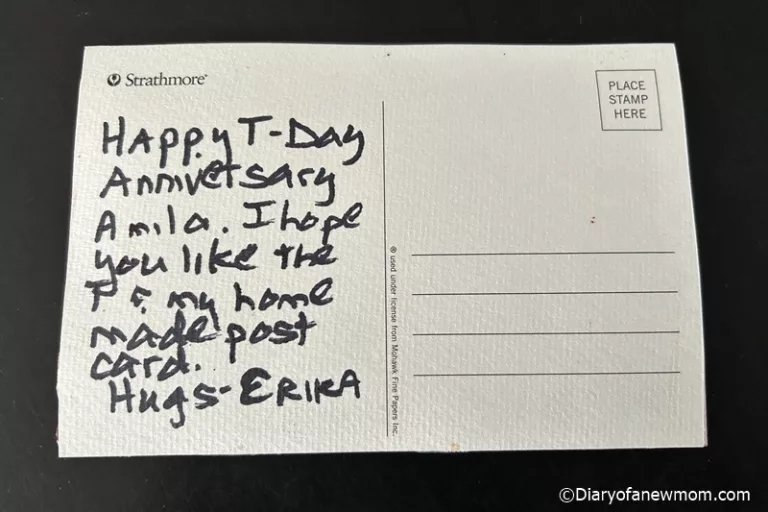 Strathmore
PLACE
STAMP
HERE
HAppy T-DAy
Anniversary
Amila. I hope
you like the
T & my home
made post
card.
Hugs- ERIKA
® used under license from Mohawk Fine Papers Inc.
©Diaryofanewmom.com